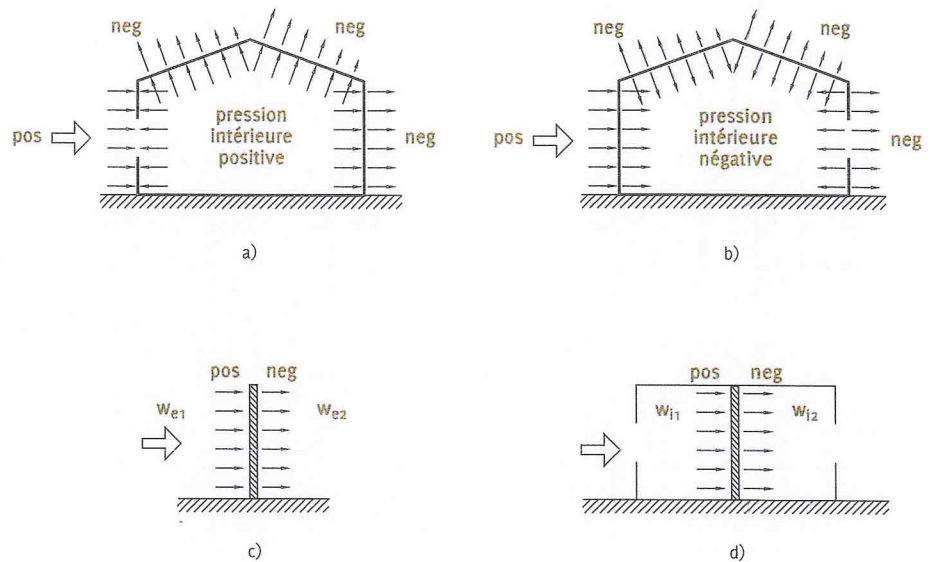 neg
neg
pos
pression
intérieure
positive
neg
a)
neg
neg
pos
pression
intérieure
négative
neg
b)
pos neg
we1
we2
c)
pos neg
wi1
wi2
d)